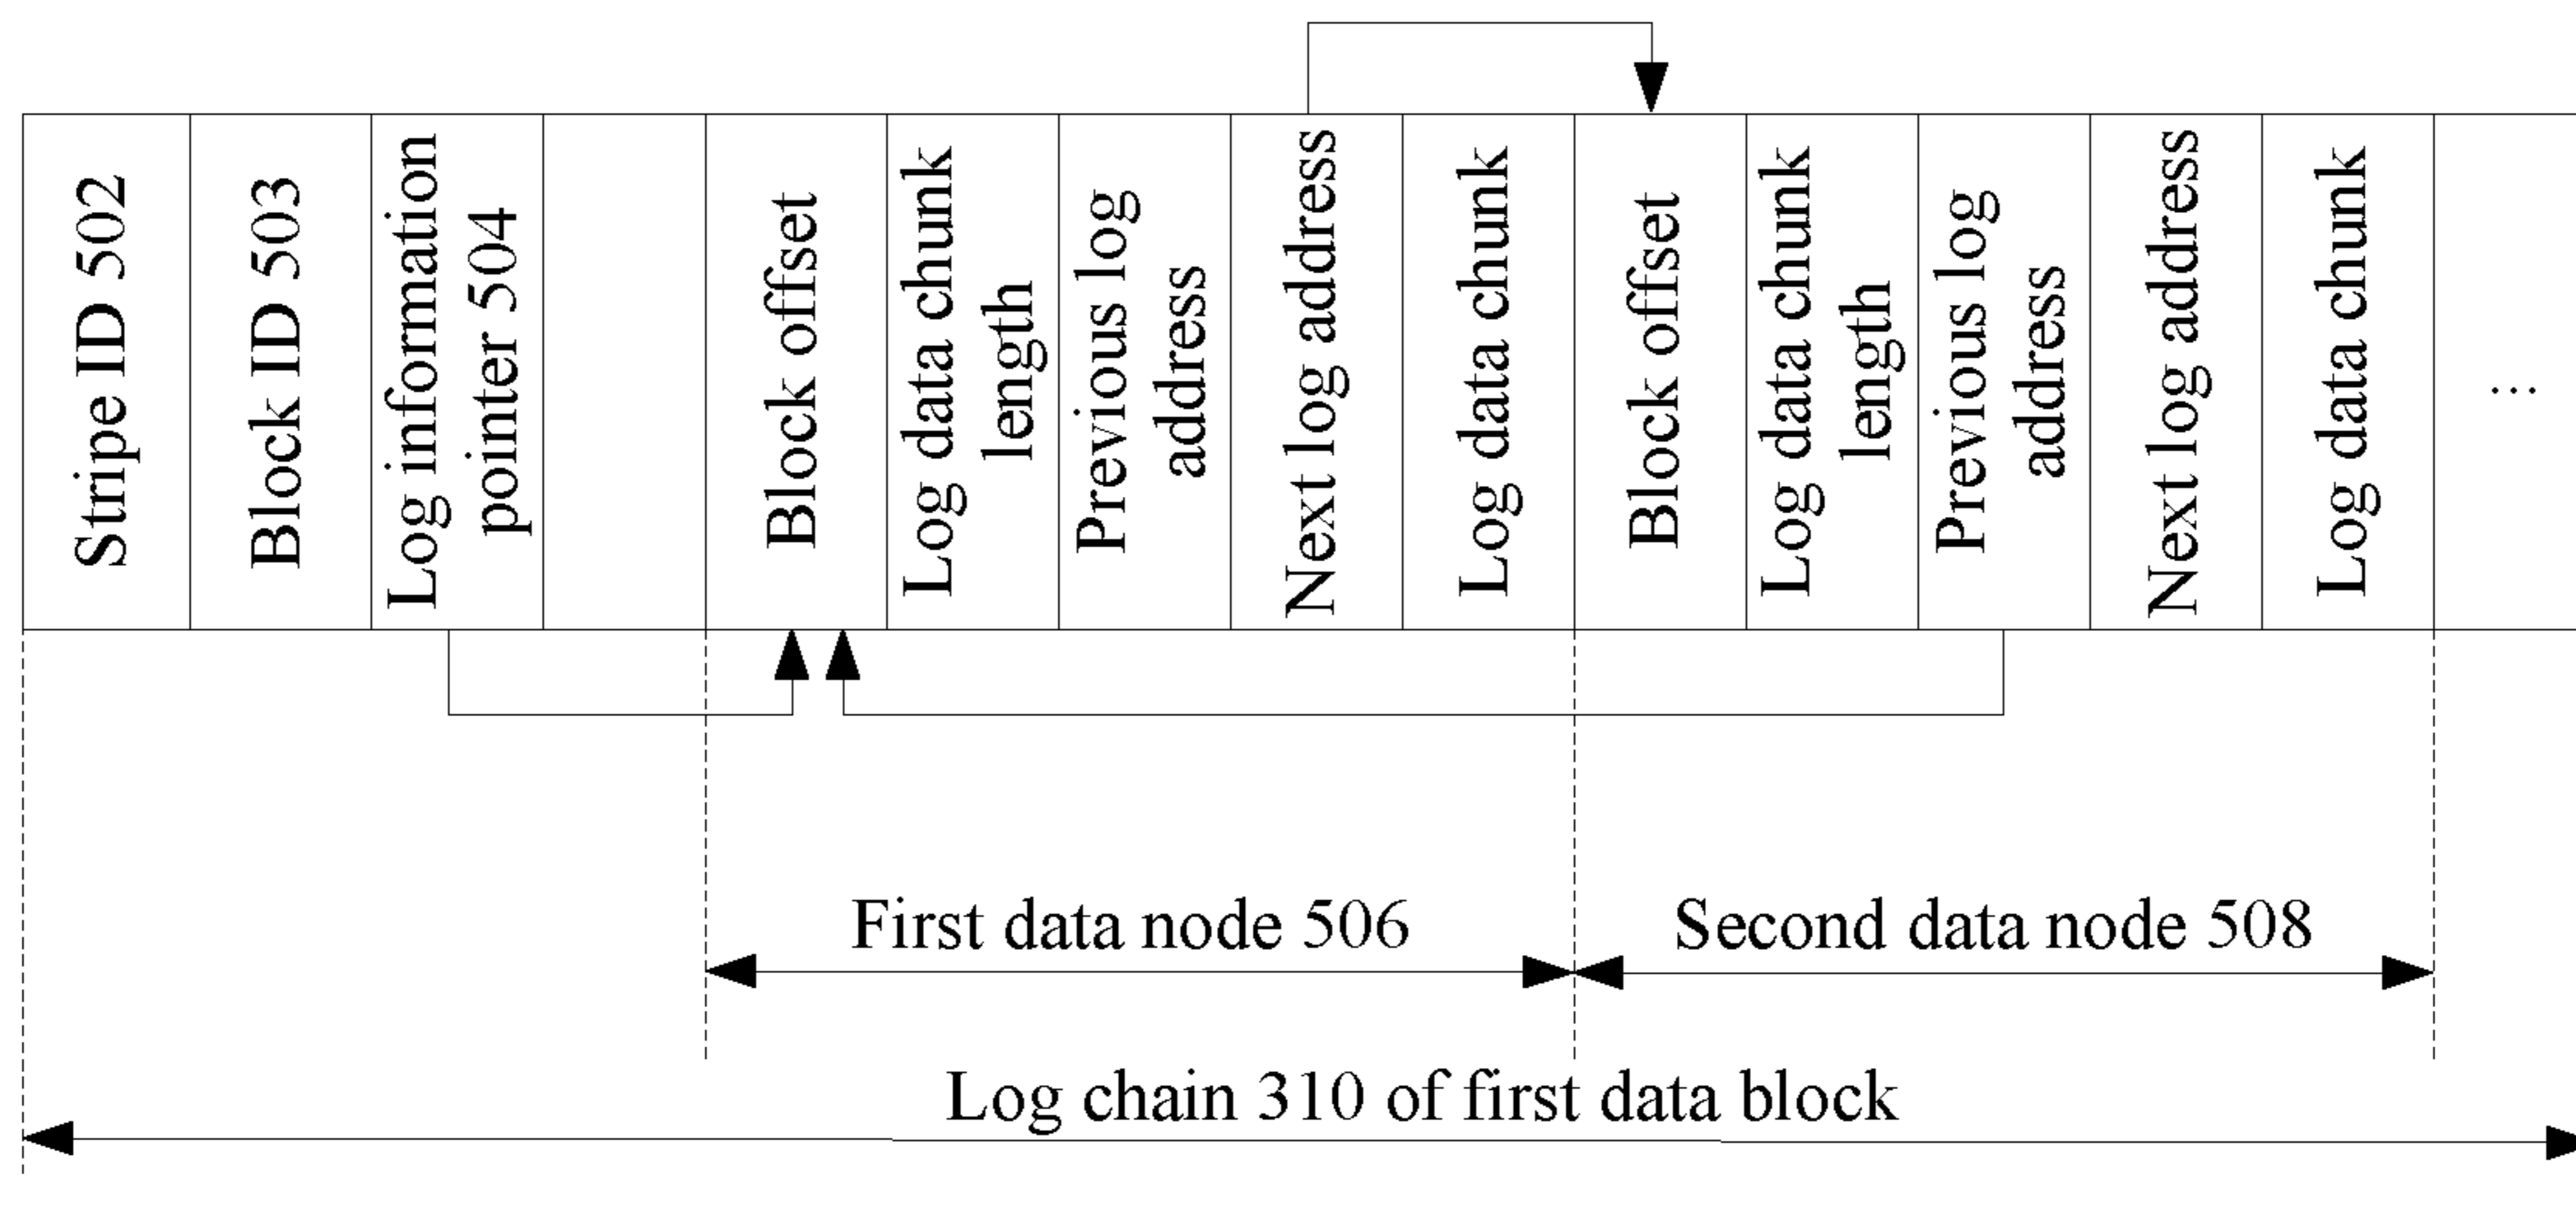 Stripe ID 502
Block ID 503
Log information
pointer 504
Block offset
Log data chunk
length
Previous log
address
Next log address
Log data chunk
Block offset
Log data chunk
length
Previous log
address
Next log address
Log data chunk
...
First data node 506
Second data node 508
Log chain 310 of first data block